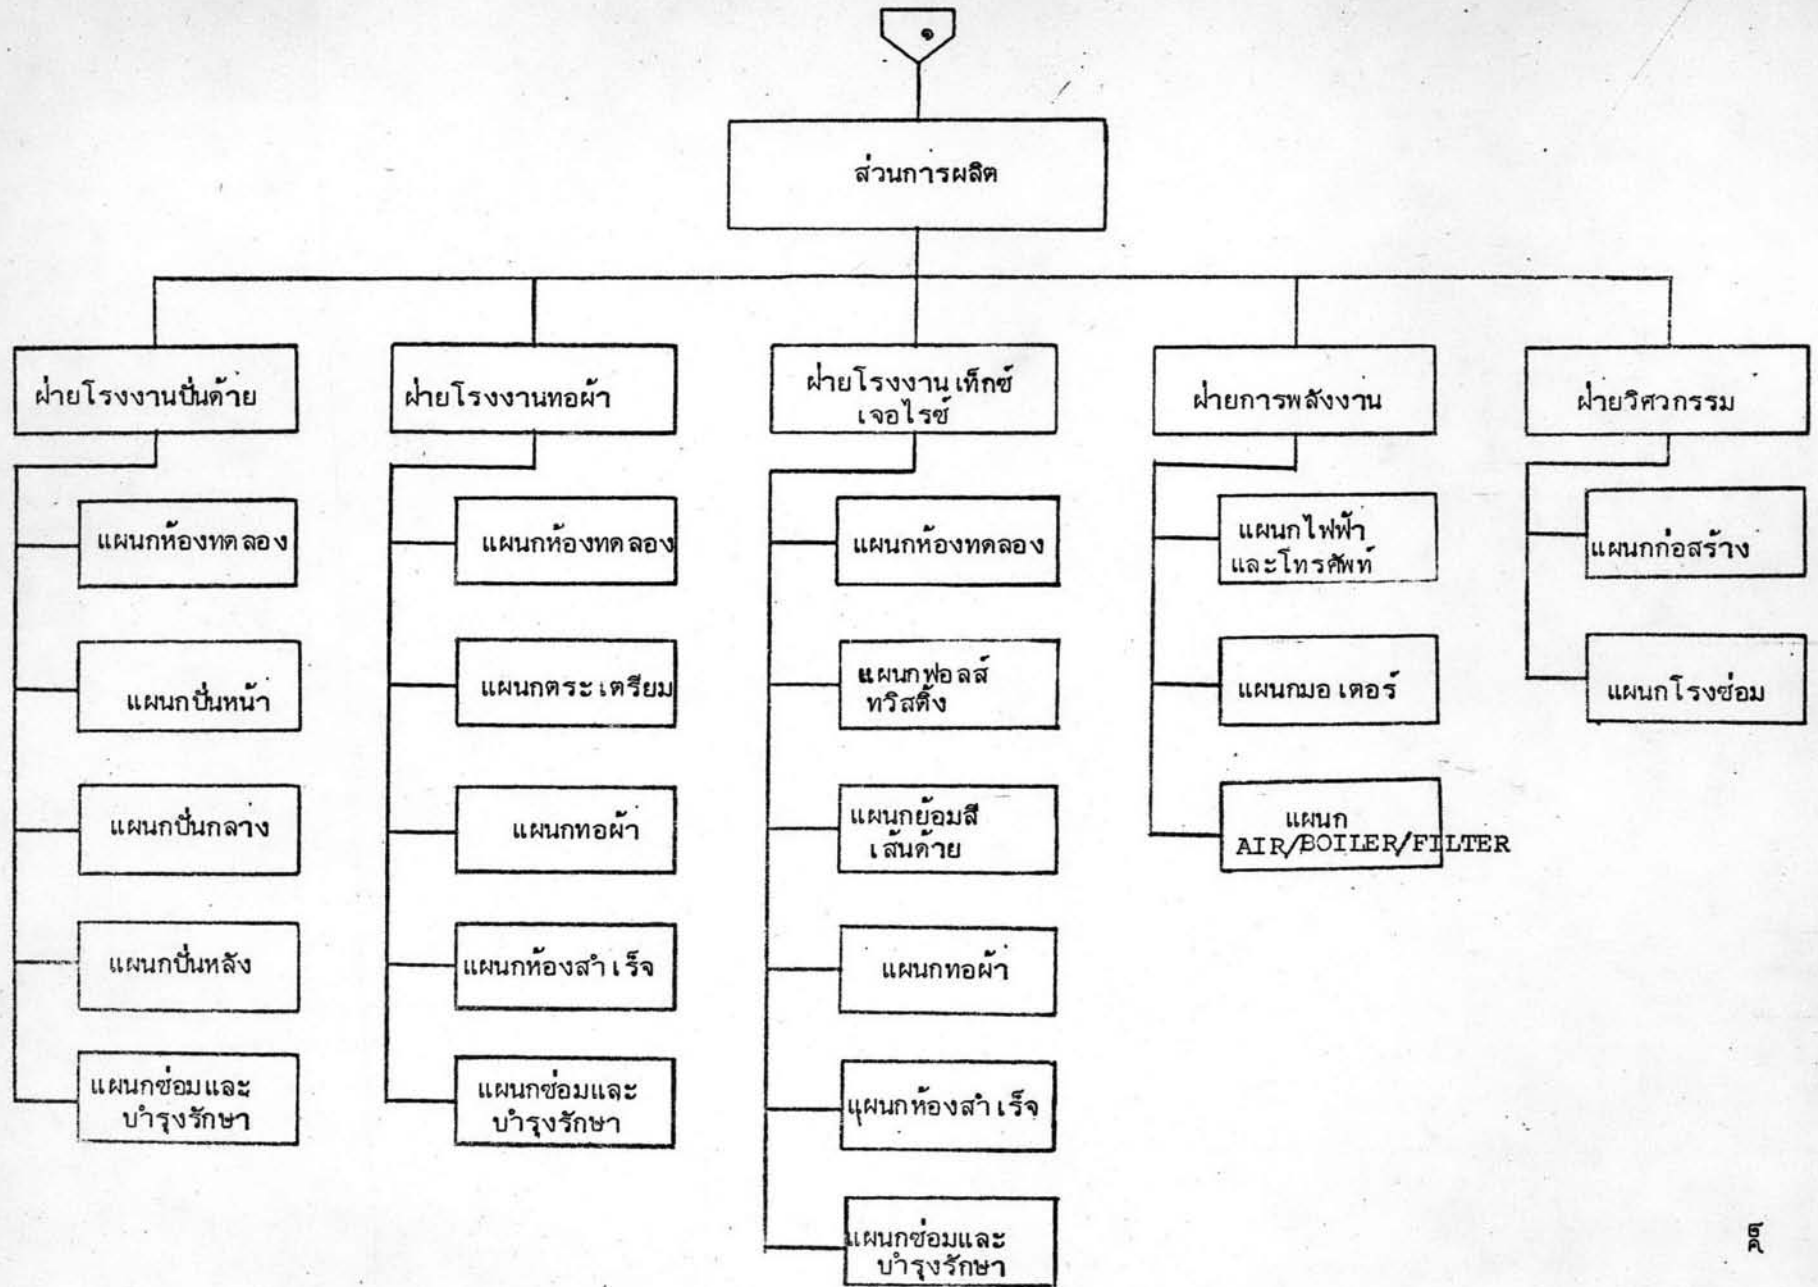 ๑
ส่วนการผลิต
ฝ่ายโรงงานปั่นด้าย
ฝ่ายโรงงานทอผ้า
ฝ่ายโรงงานเท็กซ์
เจอไรซ์
ฝ่ายการพลังงาน
ฝ่ายวิศวกรรม
แผนกห้องทดลอง
แผนกปั่นหน้า
แผนกปั่นกลาง
แผนกปั่นหลัง
แผนกซ่อมและ
บำรุงรักษา
แผนกห้องทดลอง
แผนกตระเตรียม
แผนกทอผ้า
แผนกห้องสำเร็จ
แผนกซ่อมและ
บำรุงรักษา
แผนกห้องทดลอง
แผนกฟอลส์
ทวิสติ้ง
แผนกย้อมสี
เส้นด้าย
แผนกทอผ้า
แผนกห้องสำเร็จ
แผนกซ่อมและ
บำรุงรักษา
แผนกไฟฟ้า
และโทรศัพท์
แผนกมอเตอร์
แผนก
AIR/BOILER/FILTER
แผนกก่อสร้าง
แผนกโรงซ่อม